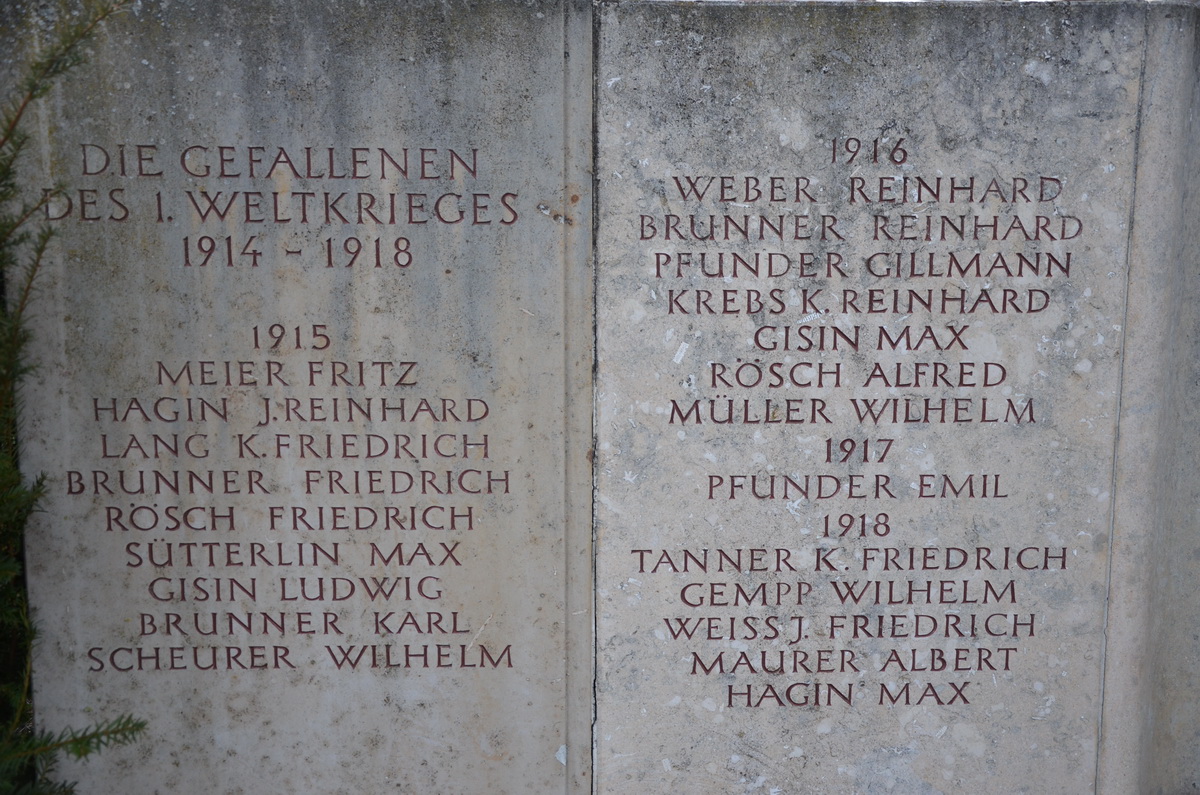 DIE GEFALLENEN
DES 1. WELTKRIEGES
1914 - 1918
1915
MEIER FRITZ
HAGIN J. REINHARD
LANG K. FRIEDRICH
BRUNNER FRIEDRICH
RÖSCH FRIEDRICH
SÜTTERLIN MAX
GISIN LUDWIG
BRUNNER KARL
SCHEURER WILHELM
1916
WEBER REINHARD
BRUNNER REINHARD
PFUNDER GILLMANN
KREBS K. REINHARD
GISIN MAX
RÖSCH ALFRED
MÜLLER WILHELM
1917
PFUNDER EMIL
1918
TANNER K. FRIEDRICH
GEMPP WILHELM
WEISS J. FRIEDRICH
MAURER ALBERT
HAGIN MAX